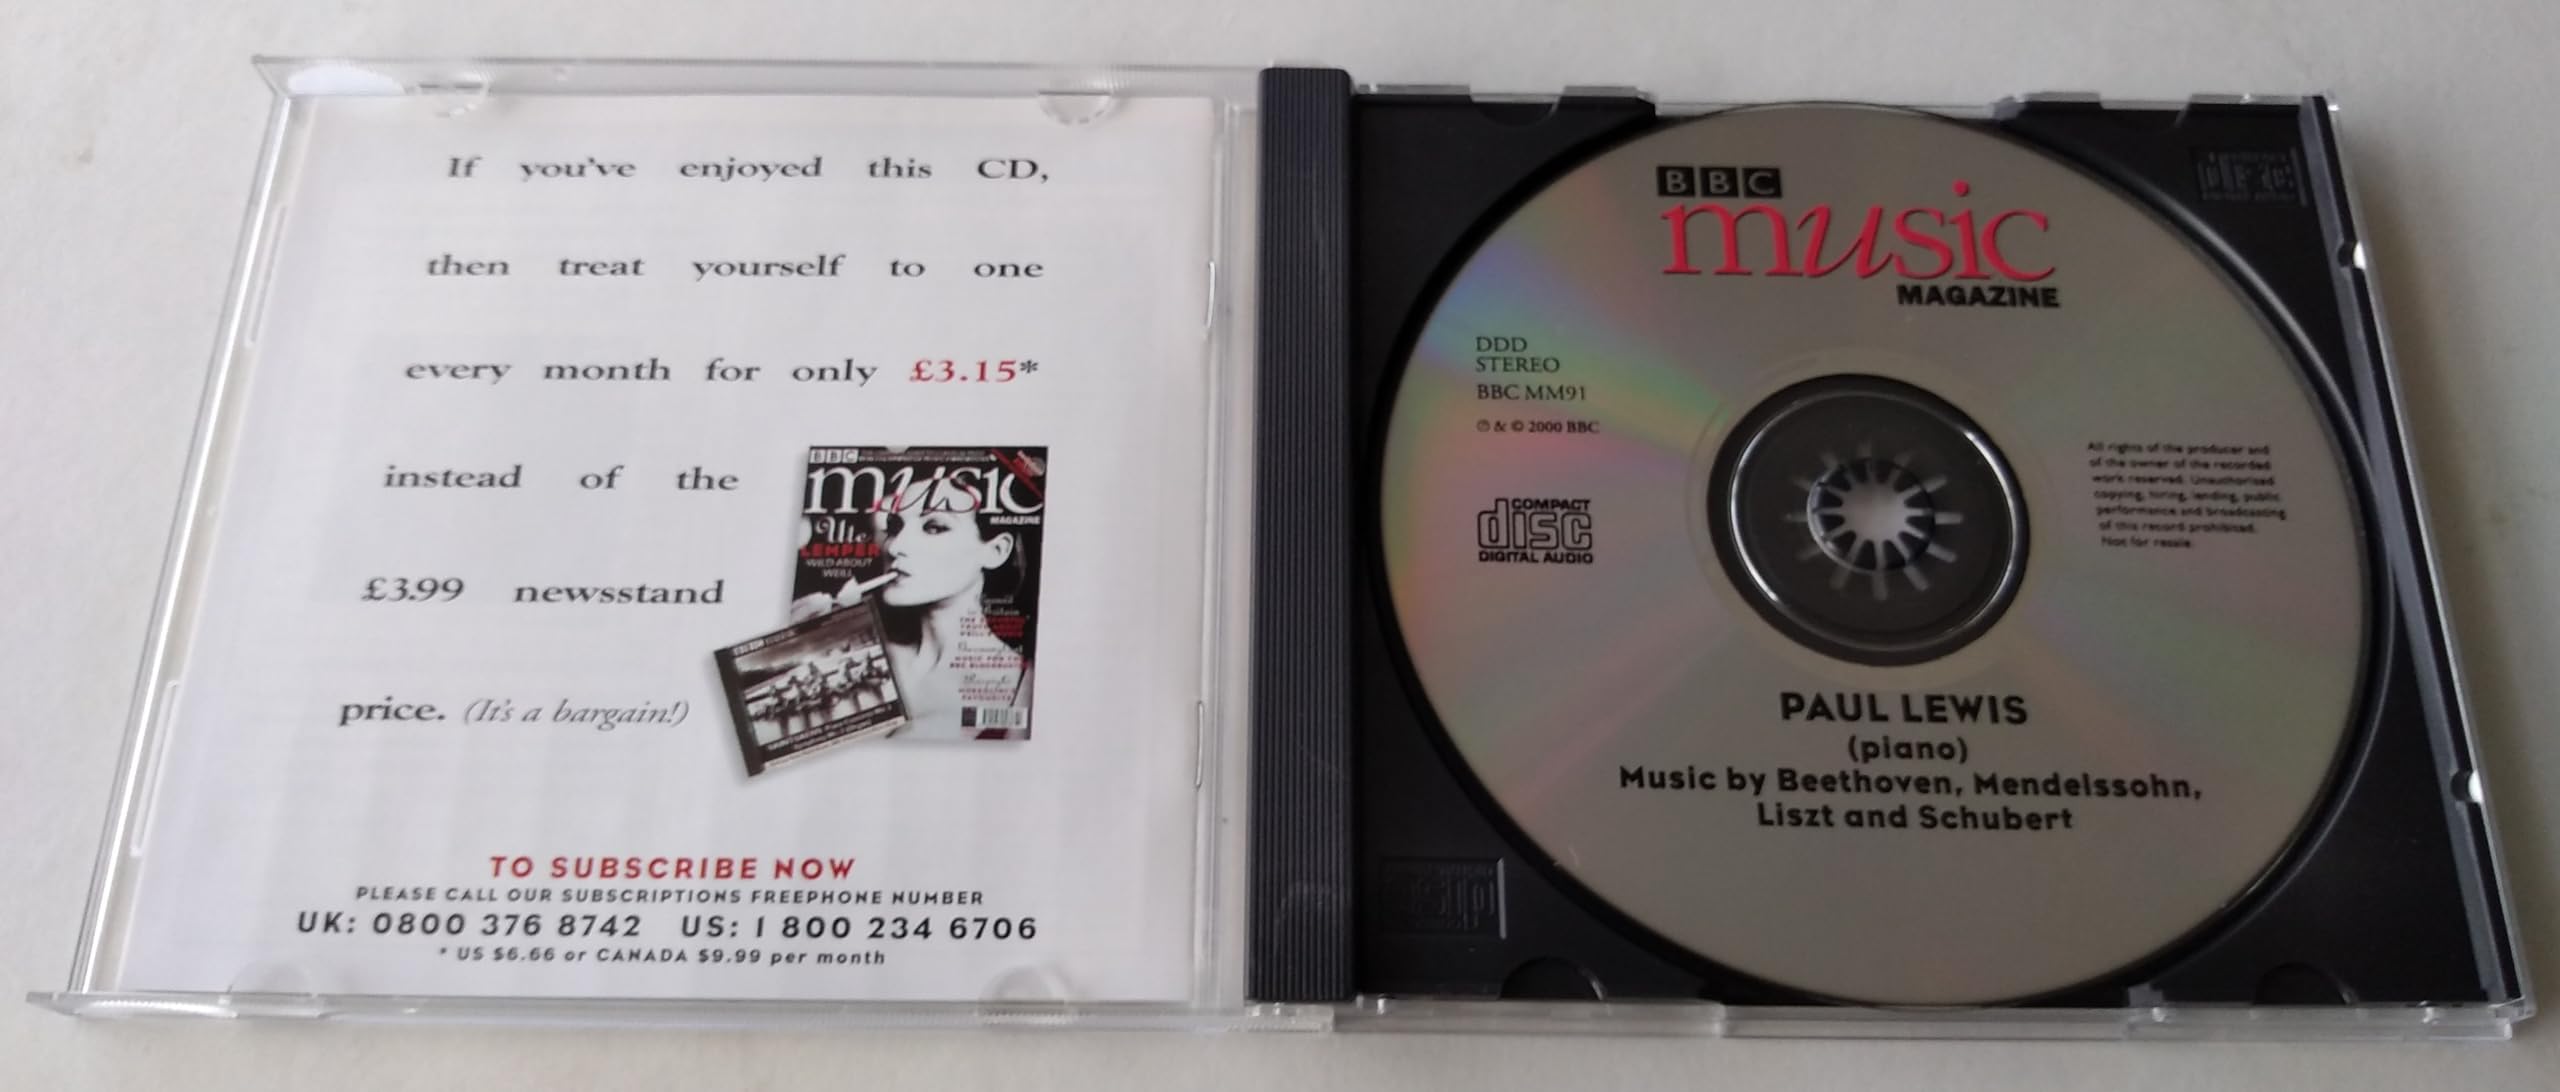 If you've enjoyed this CD,
then treat yourself to one
every month for only £3.15*
instead of the
£3.99 newsstand
price. (It's a bargain!)
BBC
music
MAGAZINE
Ute
LEMPER
WILD ABOUT
WEILL
TO SUBSCRIBE NOW
PLEASE CALL OUR SUBSCRIPTIONS FREEPHONE NUMBER
UK: 0800 376 8742 US: 1 800 234 6706
* US $6.66 or CANADA $9.99 per month
BBC
music
MAGAZINE
DDD
STEREO
BBC MM91
℗ & © 2000 BBC
COMPACT
disc
DIGITAL AUDIO
All rights of the producer and
of the owner of the recorded
work reserved. Unauthorised
copying, hiring, lending, public
performance and broadcasting
of this record prohibited.
Not for resale.
PAUL LEWIS
(piano)
Music by Beethoven, Mendelssohn,
Liszt and Schubert